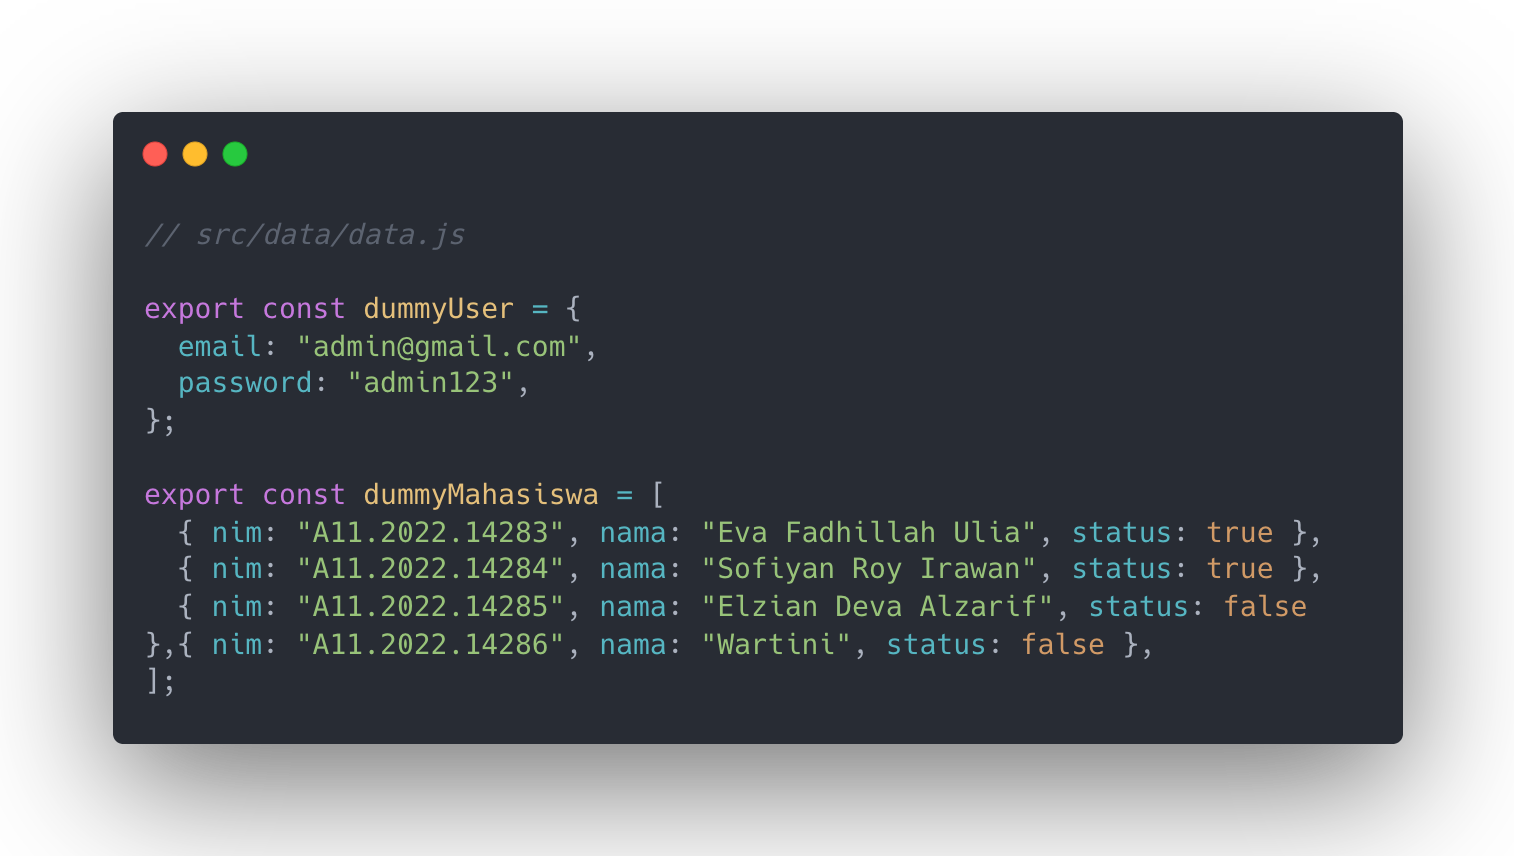 // src/data/data.js
export const dummyUser = {
  email: "admin@gmail.com",
  password: "admin123",
};
export const dummyMahasiswa = [
  { nim: "A11.2022.14283", nama: "Eva Fadhillah Ulia", status: true },
  { nim: "A11.2022.14284", nama: "Sofiyan Roy Irawan", status: true },
  { nim: "A11.2022.14285", nama: "Elzian Deva Alzarif", status: false
},{ nim: "A11.2022.14286", nama: "Wartini", status: false },
];